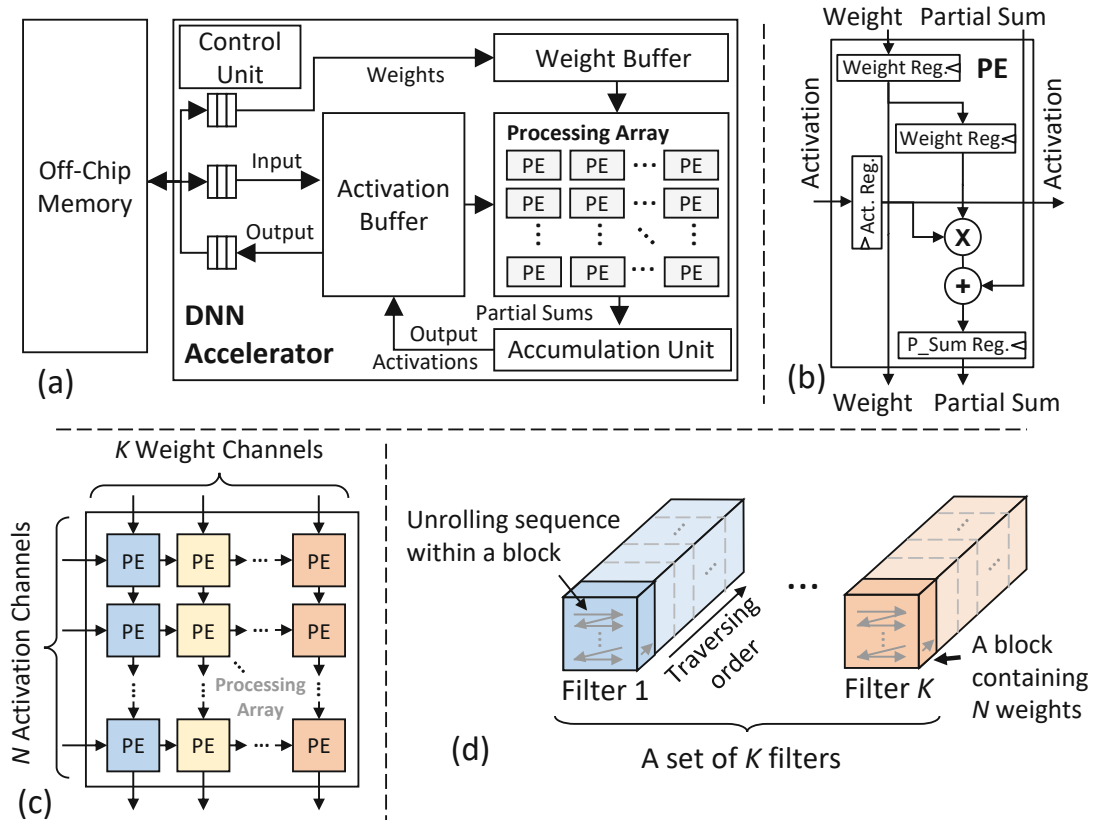 Control
Unit
Weights
Weight Buffer
Off-Chip
Memory
Input
Output
Activation
Buffer
Processing Array
PE PE ··· PE
PE PE ··· PE
PE PE ··· PE
Partial Sums
Output
Activations
Accumulation Unit
DNN
Accelerator
(a)
Weight Partial Sum
Weight Reg.
PE
Weight Reg.
Activation
Act. Reg.
Activation
X
+
P_Sum Reg.
Weight Partial Sum
(b)
K Weight Channels
N Activation Channels
PE PE ··· PE
PE PE ··· PE
Processing
Array
PE PE ··· PE
(c)
Unrolling sequence
within a block
Traversing
order
···
Filter 1
Filter K
A block
containing
N weights
A set of K filters
(d)